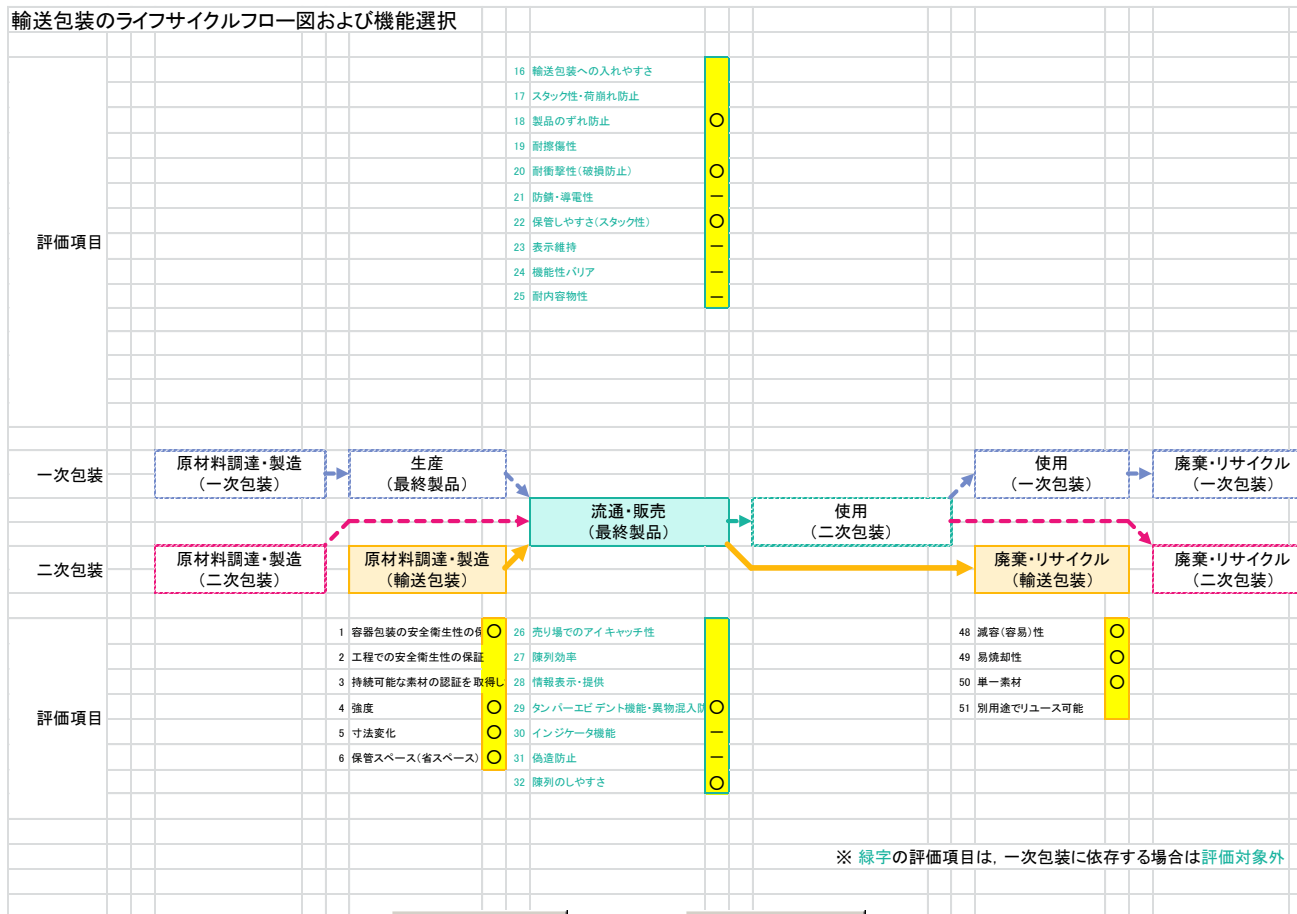 輸送包装のライフサイクルフロー図および機能選択
16 輸送包装への入れやすさ
17 スタック性・荷崩れ防止
18 製品のずれ防止 〇
19 耐擦傷性
20 耐衝撃性(破損防止) 〇
21 防錆・導電性 ー
22 保管しやすさ(スタック性) 〇
評価項目
23 表示維持 ー
24 機能性バリア ー
25 耐内容物性 ー
一次包装
原材料調達・製造
(一次包装)
生産
(最終製品)
使用
(一次包装)
廃棄・リサイクル
(一次包装)
流通・販売
(最終製品)
使用
(二次包装)
二次包装
原材料調達・製造
(二次包装)
原材料調達・製造
(輸送包装)
廃棄・リサイクル
(輸送包装)
廃棄・リサイクル
(二次包装)
評価項目
1 容器包装の安全衛生性の保 〇
2 工程での安全衛生性の保証
3 持続可能な素材の認証を取得し
4 強度 〇
5 寸法変化 〇
6 保管スペース(省スペース) 〇
26 売り場でのアイキャッチ性
27 陳列効率
28 情報表示・提供
29 タンパーエビデント機能・異物混入防 〇
30 インジケータ機能 ー
31 偽造防止 ー
32 陳列のしやすさ 〇
48 減容(容易)性 〇
49 易焼却性 〇
50 単一素材 〇
51 別用途でリユース可能
※ 緑字の評価項目は, 一次包装に依存する場合は評価対象外